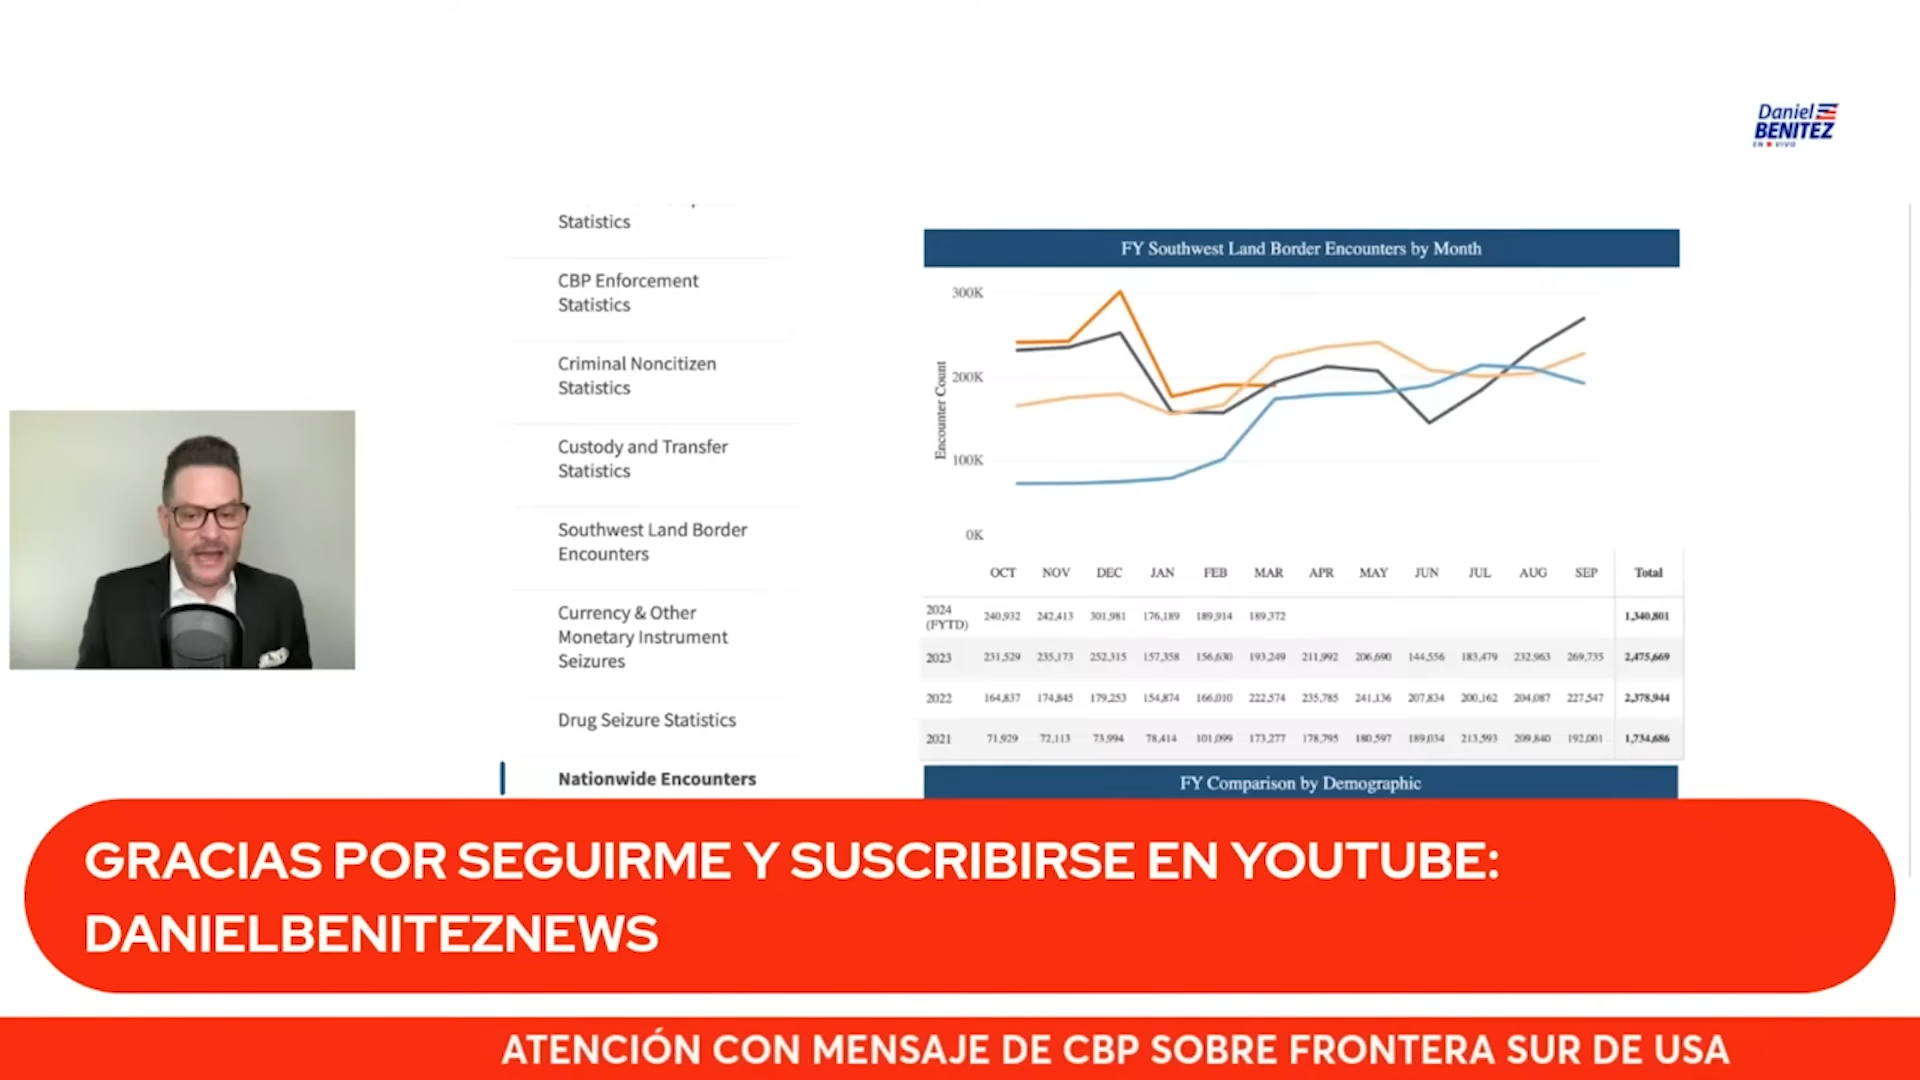 Daniel
BENITEZ
EN VIVO
Statistics
CBP Enforcement
Statistics
Criminal Noncitizen
Statistics
Custody and Transfer
Statistics
Southwest Land Border
Encounters
Currency & Other
Monetary Instrument
Seizures
Drug Seizure Statistics
Nationwide Encounters
FY Southwest Land Border Encounters by Month
300K
200K
100K
0K
Encounter Count
OCT NOV DEC JAN FEB MAR APR MAY JUN JUL AUG SEP Total
2024
(FYTD) 240,932 242,413 301,981 176,189 189,914 189,372 1,340,801
2023 231,529 235,173 252,315 157,358 156,630 193,249 211,992 206,690 144,556 183,479 232,963 269,735 2,475,669
2022 164,837 174,845 179,253 154,874 166,010 222,574 235,785 241,136 207,834 200,162 204,087 227,547 2,378,944
2021 71,929 72,113 73,994 78,414 101,099 173,277 178,795 180,597 189,034 213,593 209,840 192,001 1,734,686
FY Comparison by Demographic
GRACIAS POR SEGUIRME Y SUSCRIBIRSE EN YOUTUBE:
DANIELBENITEZNEWS
ATENCIÓN CON MENSAJE DE CBP SOBRE FRONTERA SUR DE USA